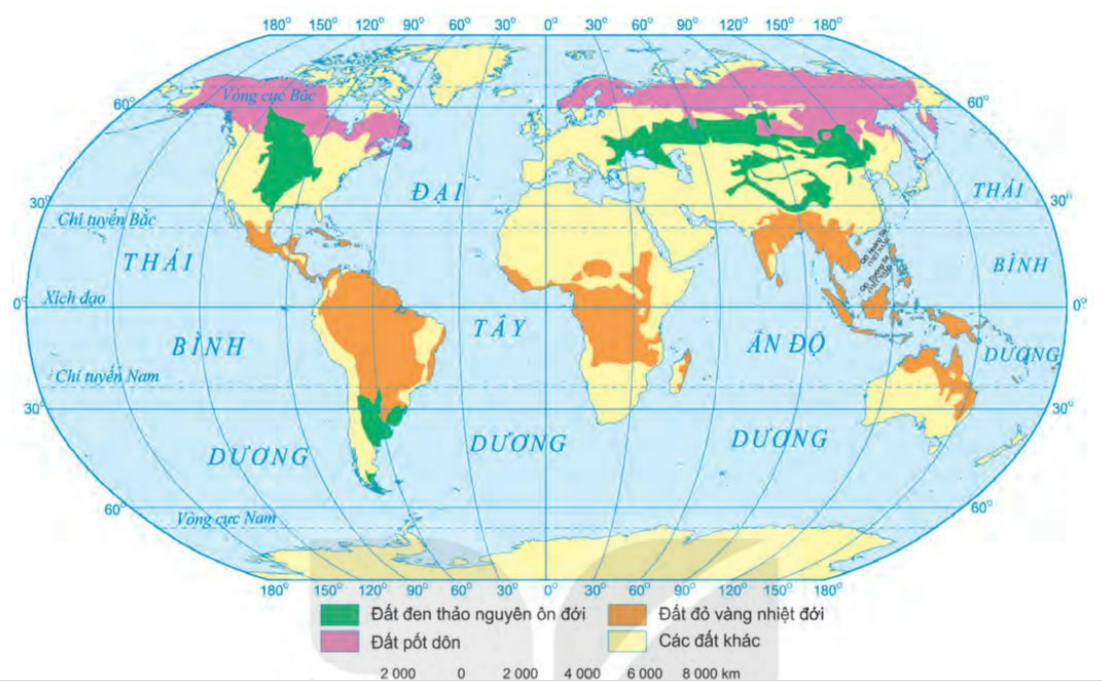 180° 150° 120° 90° 60° 30° 0° 30° 60° 90° 120° 150° 180°
Vòng cực Bắc
60° 60°
ĐẠI
THÁI
30° 30°
Chí tuyến Bắc
THÁI
BÌNH
Xích đạo
0° 0°
TÂY
BÌNH
ẤN ĐỘ
DƯƠNG
Chí tuyến Nam
30° 30°
DƯƠNG
DƯƠNG
DƯƠNG
60° 60°
Vòng cực Nam
180° 150° 120° 90° 60° 30° 0° 30° 60° 90° 120° 150° 180°
Đất đen thảo nguyên ôn đới
Đất đỏ vàng nhiệt đới
Đất pốt dôn
Các đất khác
2 000 0 2 000 4 000 6 000 8 000 km